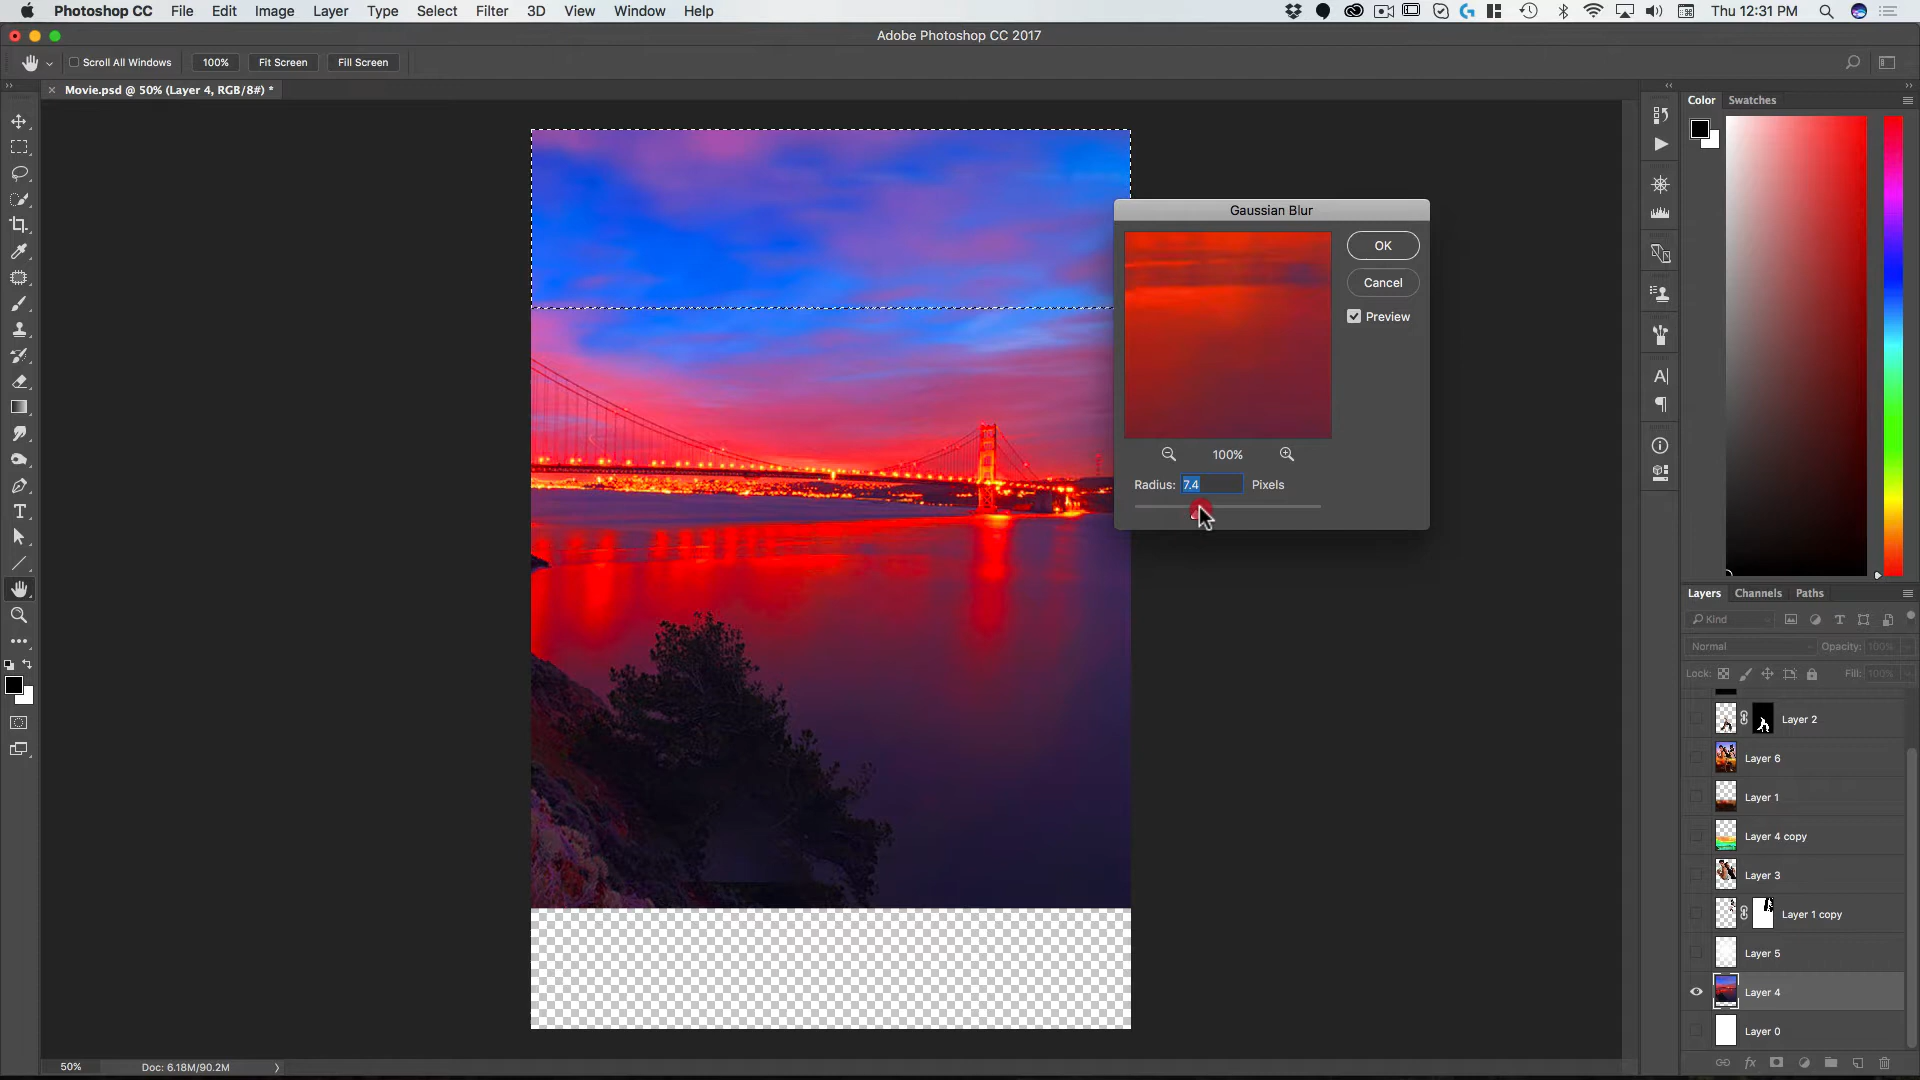 Photoshop CC File Edit Image Layer Type Select Filter 3D View Window Help Thu 12:31 PM
Adobe Photoshop CC 2017
Scroll All Windows 100% Fit Screen Fill Screen
Movie.psd @ 50% (Layer 4, RGB/8#) *
Color Swatches
Gaussian Blur
OK
Cancel
Preview
100%
Radius: 7.4 Pixels
Layers Channels Paths
Kind
Normal Opacity: 100%
Lock: Fill: 100%
Layer 2
Layer 6
Layer 1
Layer 4 copy
Layer 3
Layer 1 copy
Layer 5
Layer 4
Layer 0
50% Doc: 6.18M/90.2M